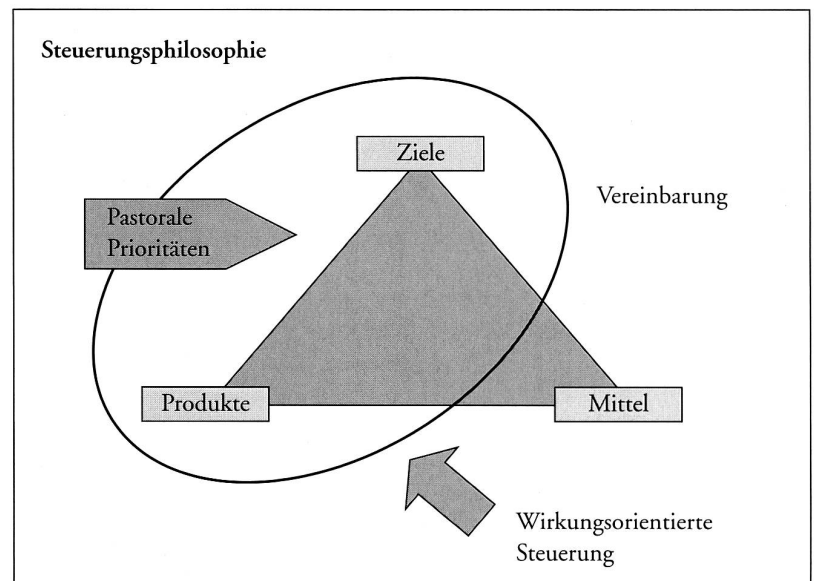 Steuerungsphilosophie
Ziele
Vereinbarung
Pastorale
Prioritäten
Produkte
Mittel
Wirkungsorientierte
Steuerung